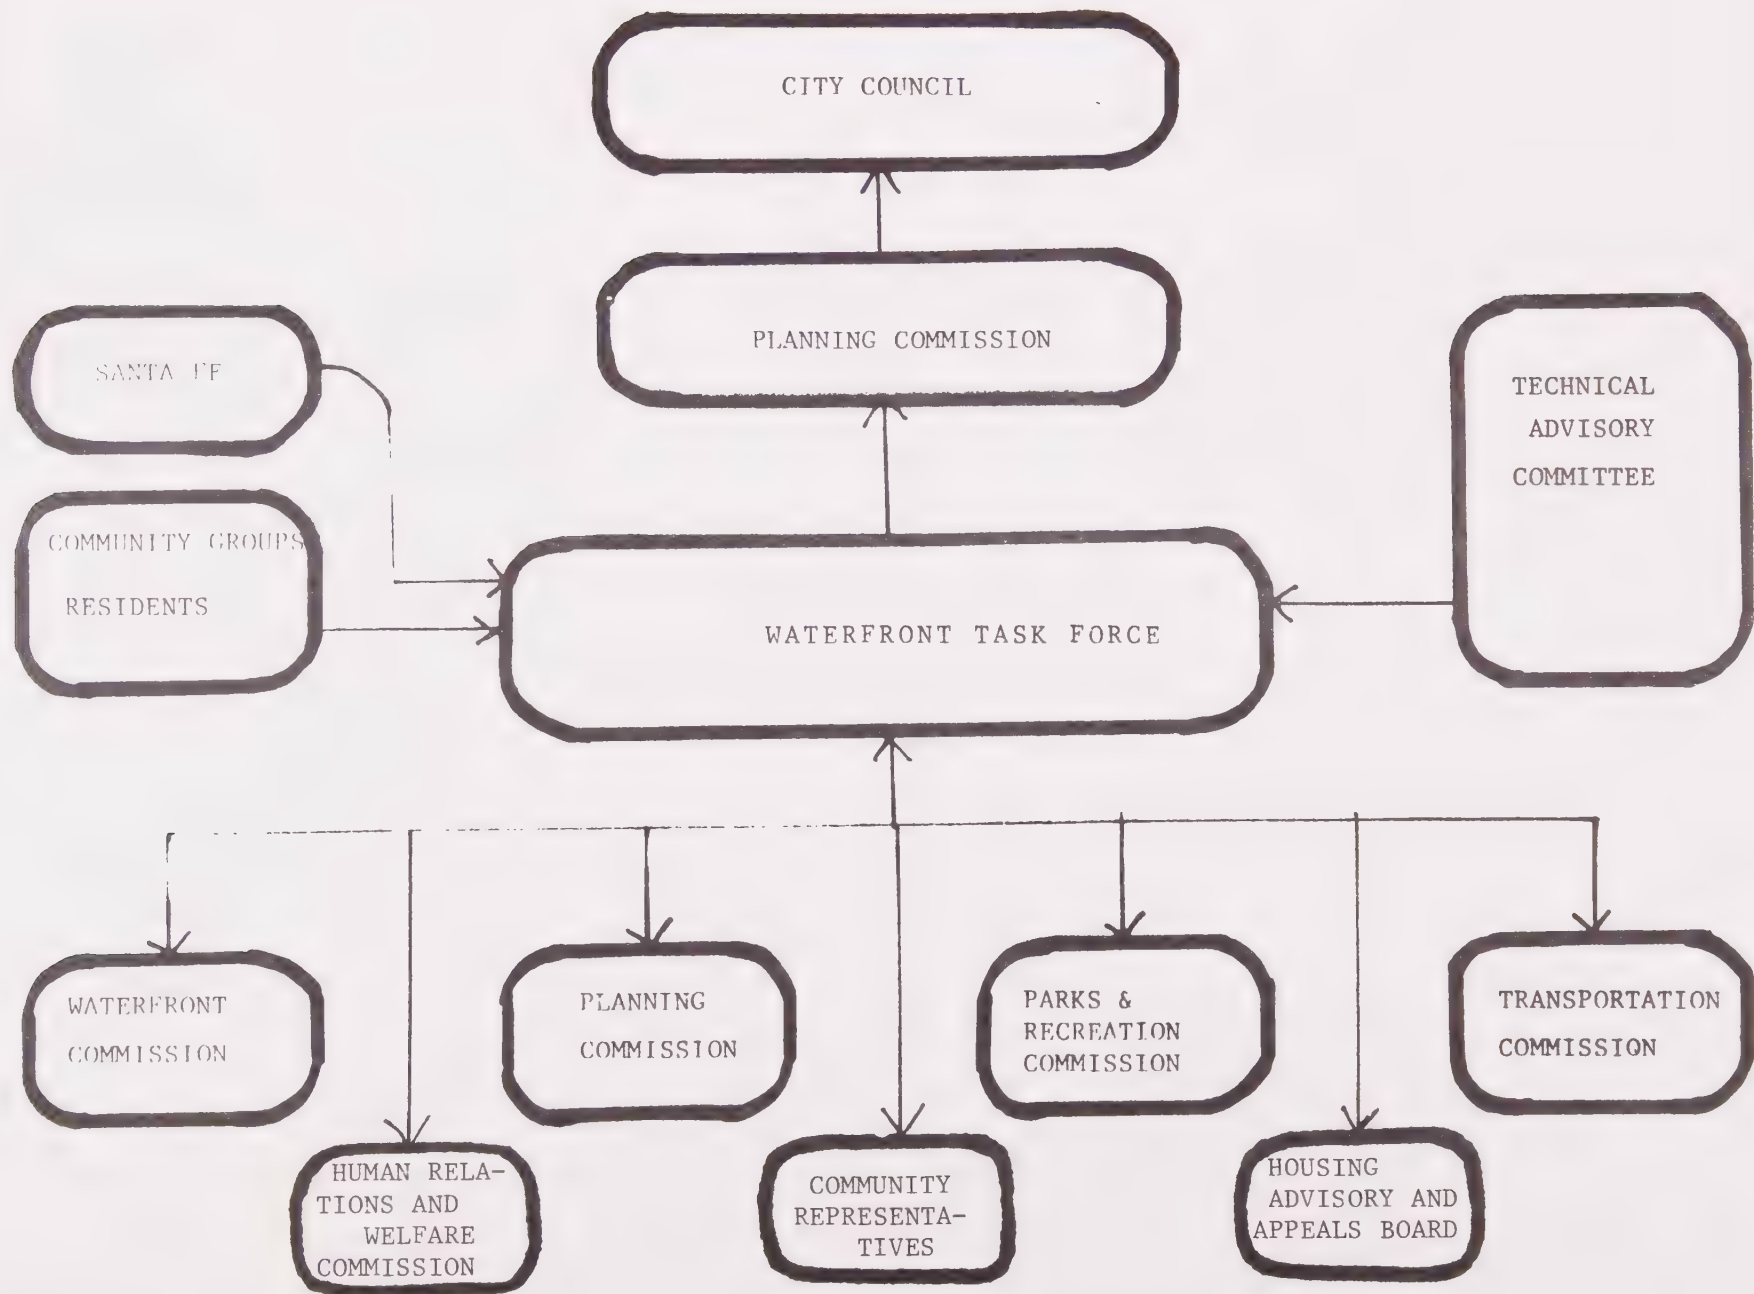 CITY COUNCIL
PLANNING COMMISSION
SANTA FE
TECHNICAL
ADVISORY
COMMITTEE
COMMUNITY GROUPS
RESIDENTS
WATERFRONT TASK FORCE
WATERFRONT
COMMISSION
PLANNING
COMMISSION
PARKS &
RECREATION
COMMISSION
TRANSPORTATION
COMMISSION
HUMAN RELA-
TIONS AND
WELFARE
COMMISSION
COMMUNITY
REPRESENTA-
TIVES
HOUSING
ADVISORY AND
APPEALS BOARD